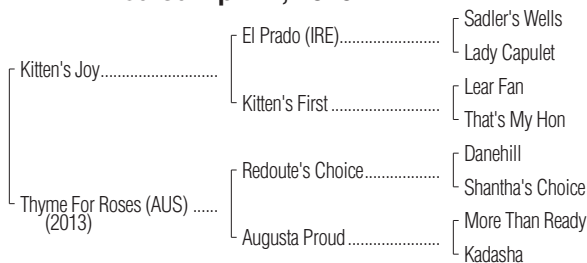 El Prado (IRE)
Sadler's Wells
Lady Capulet
Kitten's Joy
Kitten's First
Lear Fan
That's My Hon
Redoute's Choice
Danehill
Shantha's Choice
Thyme For Roses (AUS)
(2013)
Augusta Proud
More Than Ready
Kadasha